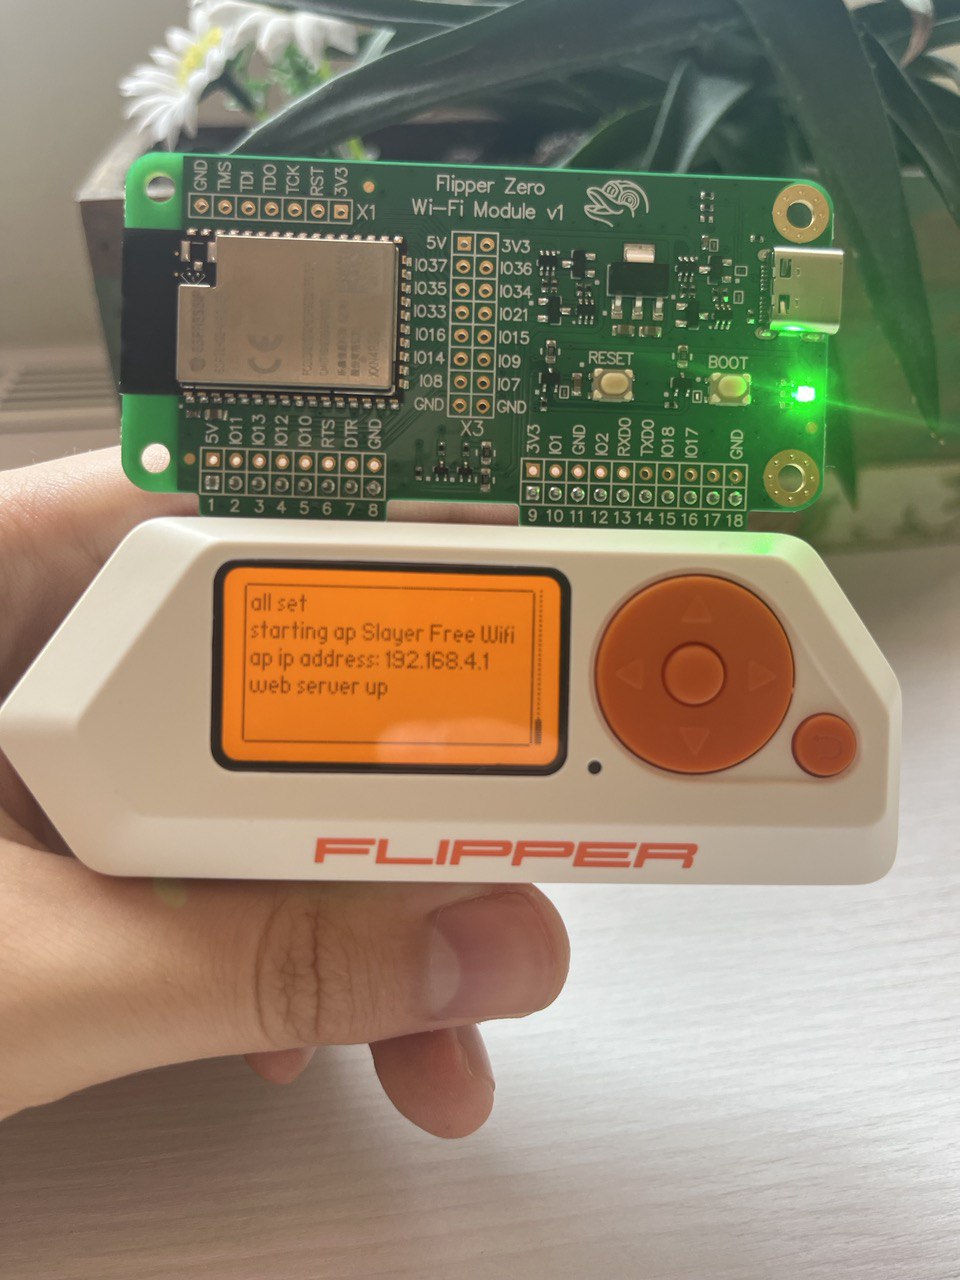 GND TMS TDI TDO TCK RST 3V3
X1
Flipper Zero
Wi-Fi Module v1
5V 3V3
IO37 IO36
IO35 IO34
IO33 IO21
IO16 IO15
IO14 IO9
IO8 IO7
GND GND
X3
RESET
BOOT
CE
5V IO11 IO13 IO12 IO10 RTS DTR GND
1 2 3 4 5 6 7 8
3V3 IO1 GND IO2 RXD0 TXD0 IO18 IO17 GND
9 10 11 12 13 14 15 16 17 18
all set
starting ap Slayer Free Wifi
ap ip address: 192.168.4.1
web server up
FLIPPER